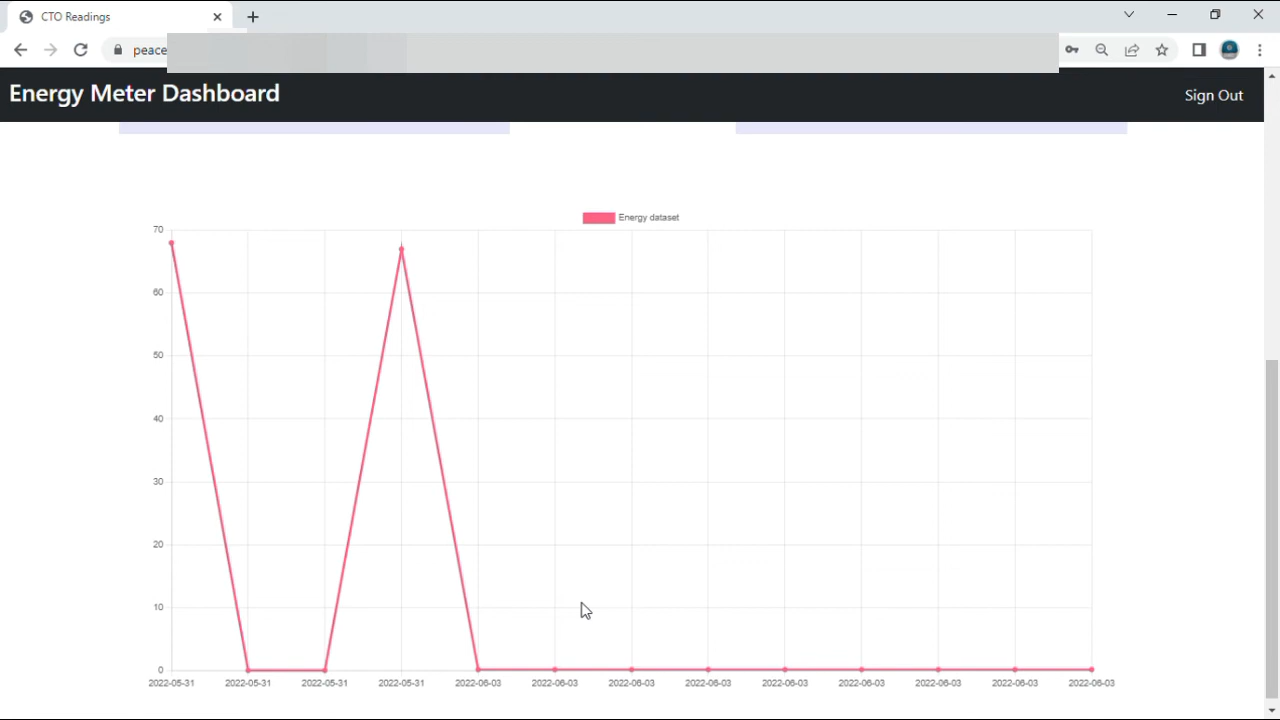 CTO Readings
peace
Energy Meter Dashboard
Sign Out
Energy dataset
70
60
50
40
30
20
10
0
2022-05-31 2022-05-31 2022-05-31 2022-05-31 2022-06-03 2022-06-03 2022-06-03 2022-06-03 2022-06-03 2022-06-03 2022-06-03 2022-06-03 2022-06-03